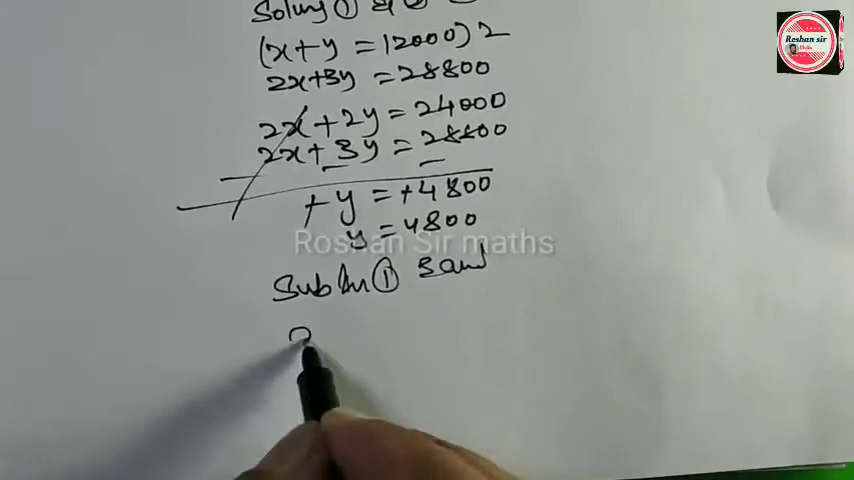 Solving ① & ②
(x+y = 12000) 2
2x+3y = 28800
2x + 2y = 24000
2x + 3y = 28800
+ y = +4800
y = 4800
Roshan Sir maths
Sub in ①
Roshan sir